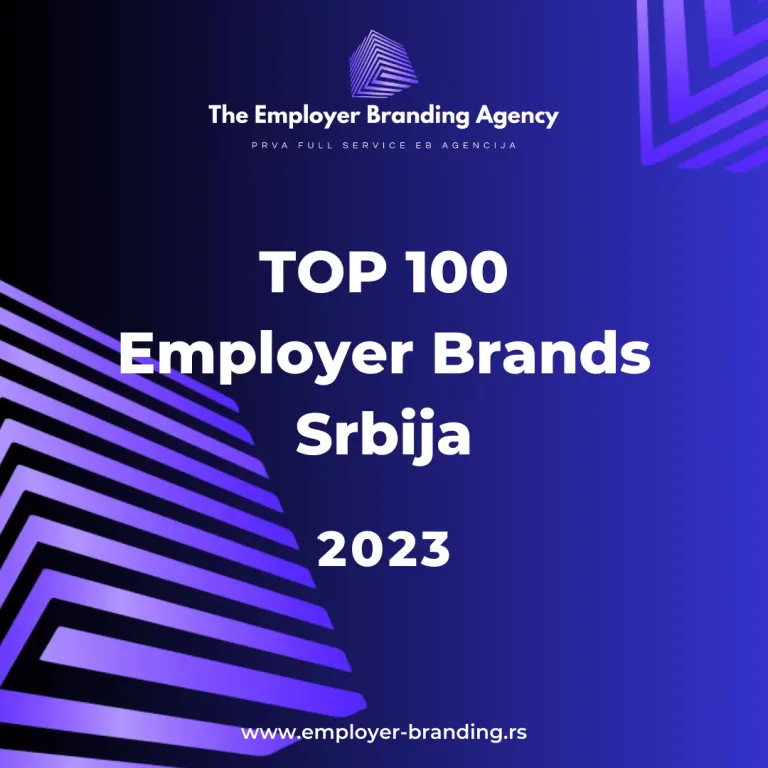 The Employer Branding Agency
PRVA FULL SERVICE EB AGENCIJA
TOP 100
Employer Brands
Srbija
2023
www.employer-branding.rs